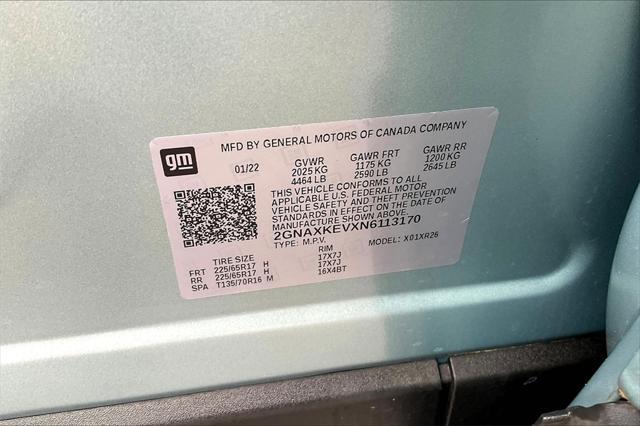 MFD BY GENERAL MOTORS OF CANADA COMPANY
gm
01/22 GVWR GAWR FRT GAWR RR
2025 KG 1175 KG 1200 KG
4464 LB 2590 LB 2645 LB
THIS VEHICLE CONFORMS TO ALL
APPLICABLE U.S. FEDERAL MOTOR
VEHICLE SAFETY AND THEFT PREVENTION
STANDARDS IN EFFECT ON THE DATE OF
MANUFACTURE SHOWN ABOVE.
2GNAXKEVXN6113170
TYPE: M.P.V. MODEL: X01XR26
TIRE SIZE RIM
FRT 225/65R17 H 17X7J
RR 225/65R17 H 17X7J
SPA T135/70R16 M 16X4BT